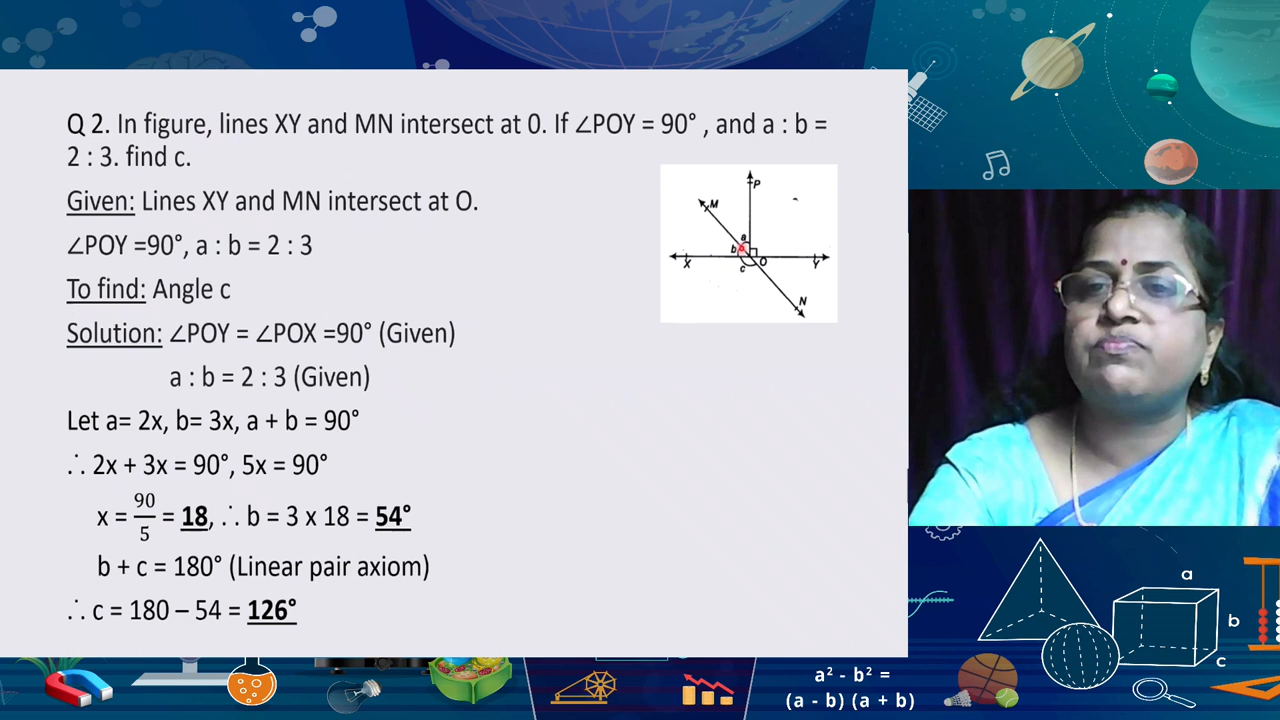 Q 2. In figure, lines XY and MN intersect at 0. If ∠POY = 90° , and a : b =
2 : 3. find c.
Given: Lines XY and MN intersect at O.
∠POY =90°, a : b = 2 : 3
To find: Angle c
Solution: ∠POY = ∠POX =90° (Given)
a : b = 2 : 3 (Given)
Let a= 2x, b= 3x, a + b = 90°
∴ 2x + 3x = 90°, 5x = 90°
x = 90/5 = 18, ∴ b = 3 x 18 = 54°
b + c = 180° (Linear pair axiom)
∴ c = 180 – 54 = 126°
P
M
a
b
X
c
O
Y
N
a
b
c
a² - b² =
(a - b) (a + b)